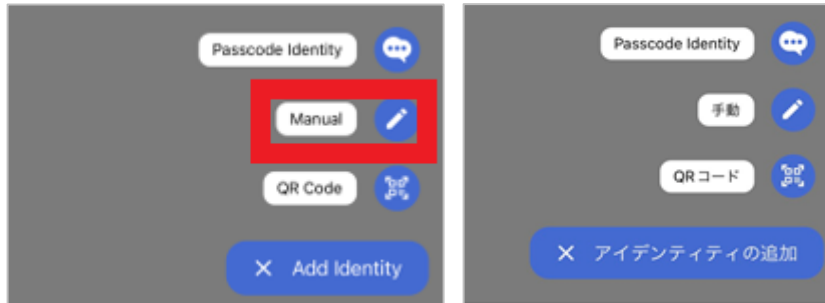 Passcode Identity
Manual
QR Code
× Add Identity
Passcode Identity
手動
QRコード
× アイデンティティの追加